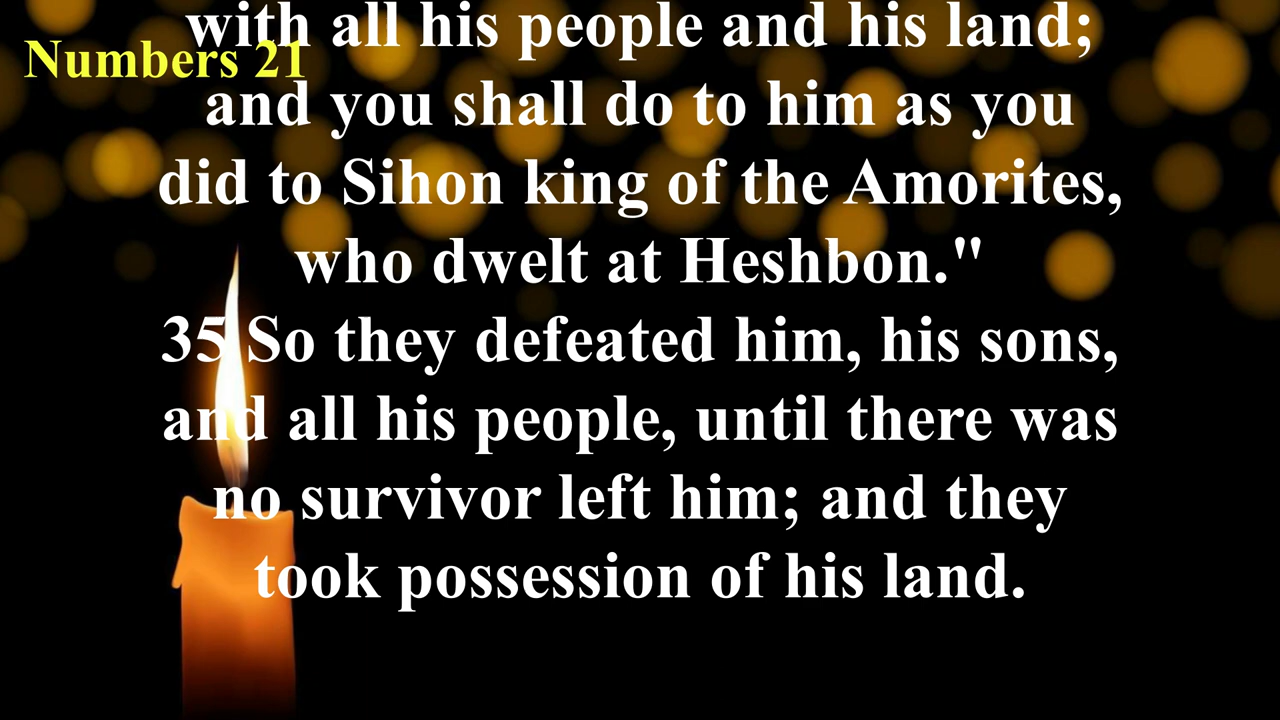 with all his people and his land;
Numbers 21
and you shall do to him as you
did to Sihon king of the Amorites,
who dwelt at Heshbon."
35 So they defeated him, his sons,
and all his people, until there was
no survivor left him; and they
took possession of his land.